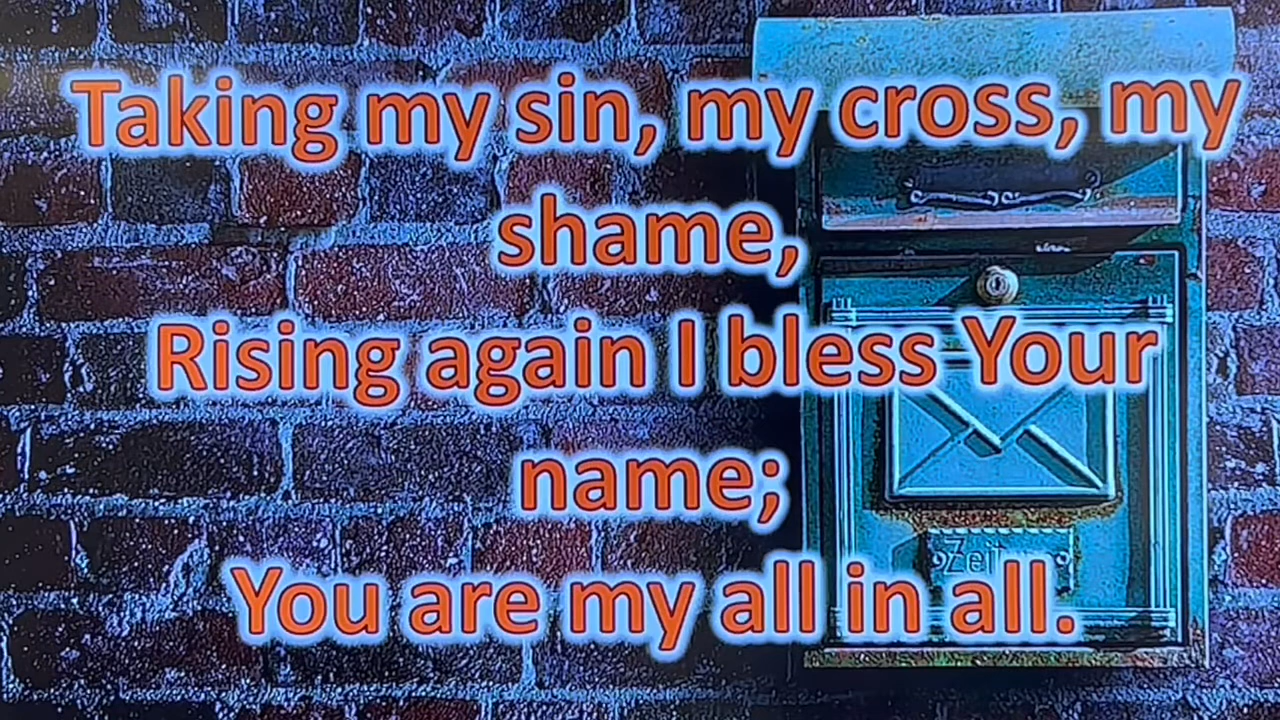 Taking my sin, my cross, my
shame,
Rising again I bless Your
name;
You are my all in all.